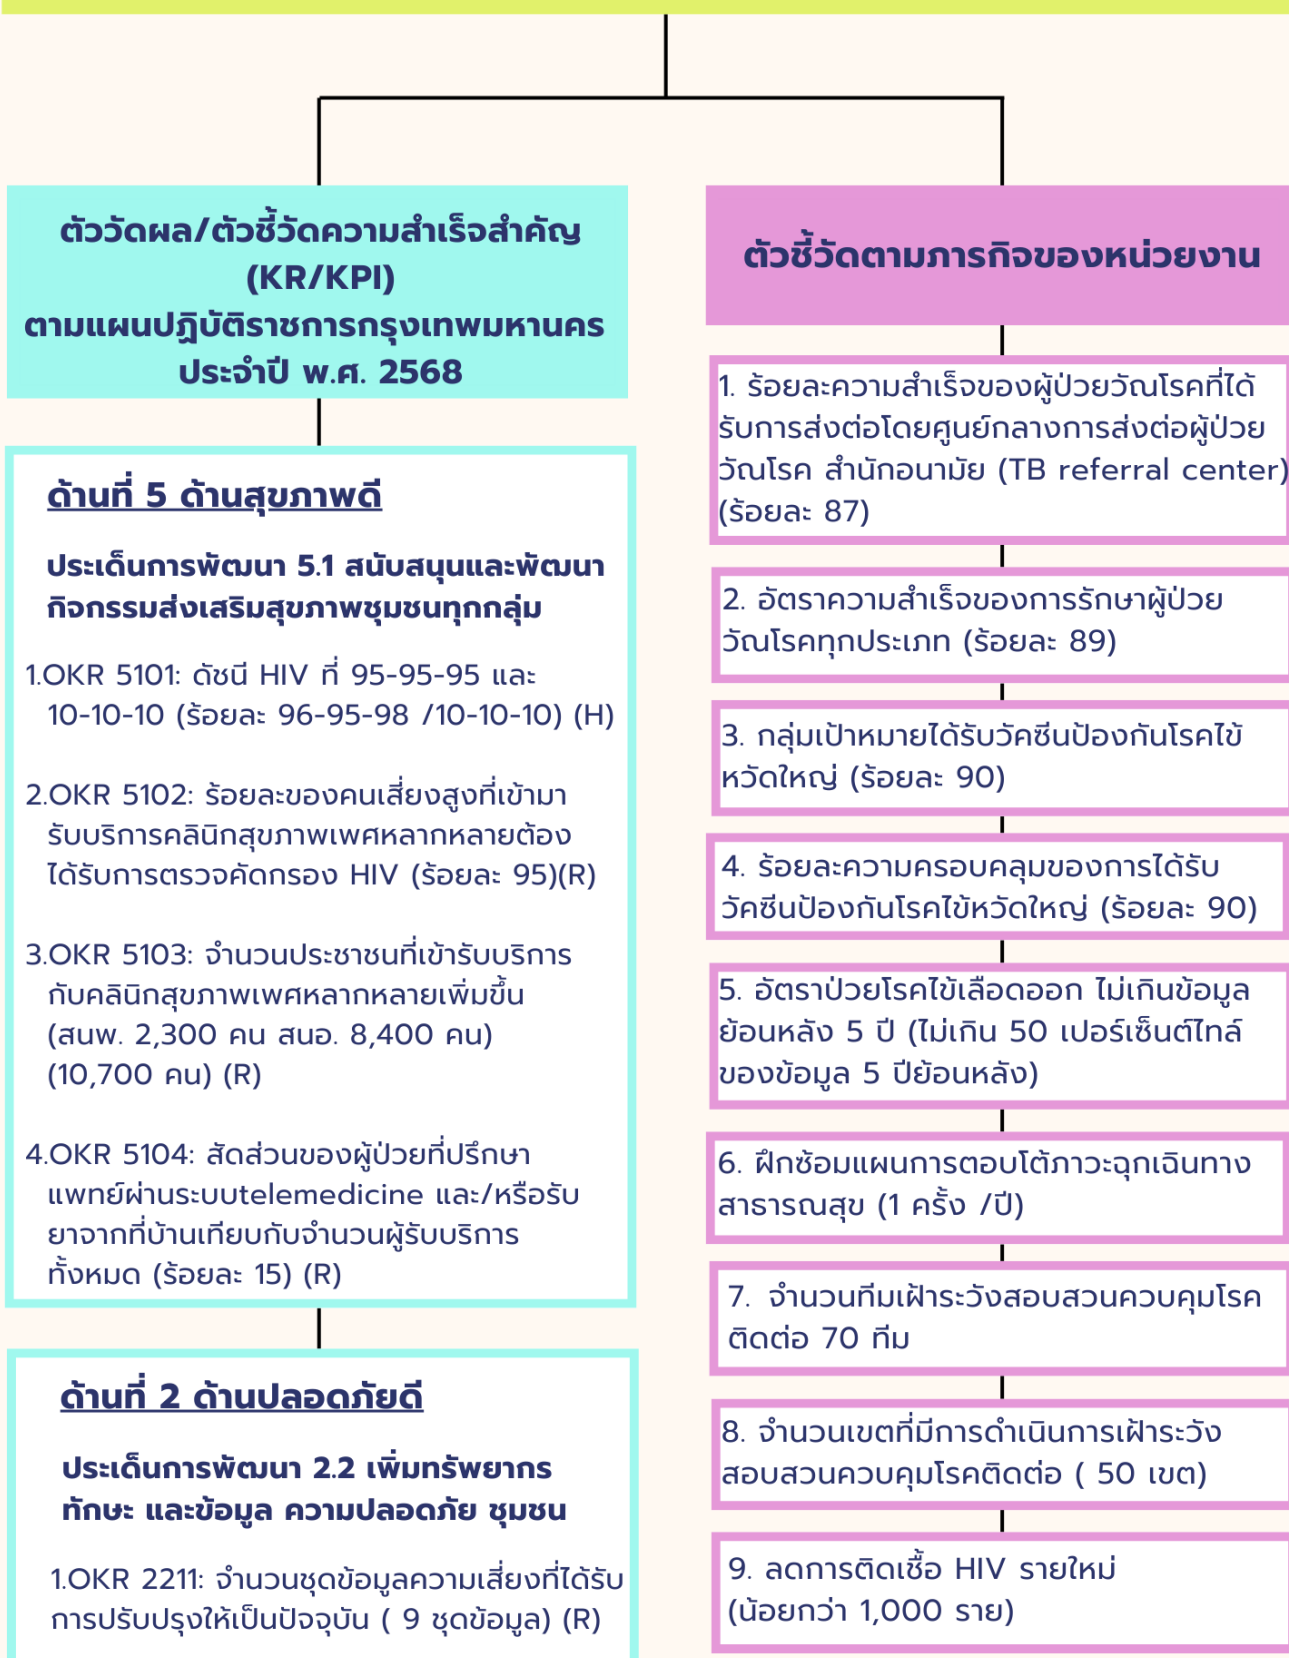 ตัววัดผล/ตัวชี้วัดความสำเร็จสำคัญ
(KR/KPI)
ตามแผนปฏิบัติราชการกรุงเทพมหานคร
ประจำปี พ.ศ. 2568
ด้านที่ 5 ด้านสุขภาพดี
ประเด็นการพัฒนา 5.1 สนับสนุนและพัฒนา
กิจกรรมส่งเสริมสุขภาพชุมชนทุกกลุ่ม
1.OKR 5101: ดัชนี HIV ที่ 95-95-95 และ
10-10-10 (ร้อยละ 96-95-98 /10-10-10) (H)
2.OKR 5102: ร้อยละของคนเสี่ยงสูงที่เข้ามา
รับบริการคลินิกสุขภาพเพศหลากหลายต้อง
ได้รับการตรวจคัดกรอง HIV (ร้อยละ 95)(R)
3.OKR 5103: จำนวนประชาชนที่เข้ารับบริการ
กับคลินิกสุขภาพเพศหลากหลายเพิ่มขึ้น
(สนพ. 2,300 คน สนอ. 8,400 คน)
(10,700 คน) (R)
4.OKR 5104: สัดส่วนของผู้ป่วยที่ปรึกษา
แพทย์ผ่านระบบtelemedicine และ/หรือรับ
ยาจากที่บ้านเทียบกับจำนวนผู้รับบริการ
ทั้งหมด (ร้อยละ 15) (R)
ด้านที่ 2 ด้านปลอดภัยดี
ประเด็นการพัฒนา 2.2 เพิ่มทรัพยากร
ทักษะ และข้อมูล ความปลอดภัย ชุมชน
1.OKR 2211: จำนวนชุดข้อมูลความเสี่ยงที่ได้รับ
การปรับปรุงให้เป็นปัจจุบัน ( 9 ชุดข้อมูล) (R)
ตัวชี้วัดตามภารกิจของหน่วยงาน
1. ร้อยละความสำเร็จของผู้ป่วยวัณโรคที่ได้
รับการส่งต่อโดยศูนย์กลางการส่งต่อผู้ป่วย
วัณโรค สำนักอนามัย (TB referral center)
(ร้อยละ 87)
2. อัตราความสำเร็จของการรักษาผู้ป่วย
วัณโรคทุกประเภท (ร้อยละ 89)
3. กลุ่มเป้าหมายได้รับวัคซีนป้องกันโรคไข้
หวัดใหญ่ (ร้อยละ 90)
4. ร้อยละความครอบคลุมของการได้รับ
วัคซีนป้องกันโรคไข้หวัดใหญ่ (ร้อยละ 90)
5. อัตราป่วยโรคไข้เลือดออก ไม่เกินข้อมูล
ย้อนหลัง 5 ปี (ไม่เกิน 50 เปอร์เซ็นต์ไทล์
ของข้อมูล 5 ปีย้อนหลัง)
6. ฝึกซ้อมแผนการตอบโต้ภาวะฉุกเฉินทาง
สาธารณสุข (1 ครั้ง /ปี)
7. จำนวนทีมเฝ้าระวังสอบสวนควบคุมโรค
ติดต่อ 70 ทีม
8. จำนวนเขตที่มีการดำเนินการเฝ้าระวัง
สอบสวนควบคุมโรคติดต่อ ( 50 เขต)
9. ลดการติดเชื้อ HIV รายใหม่
(น้อยกว่า 1,000 ราย)